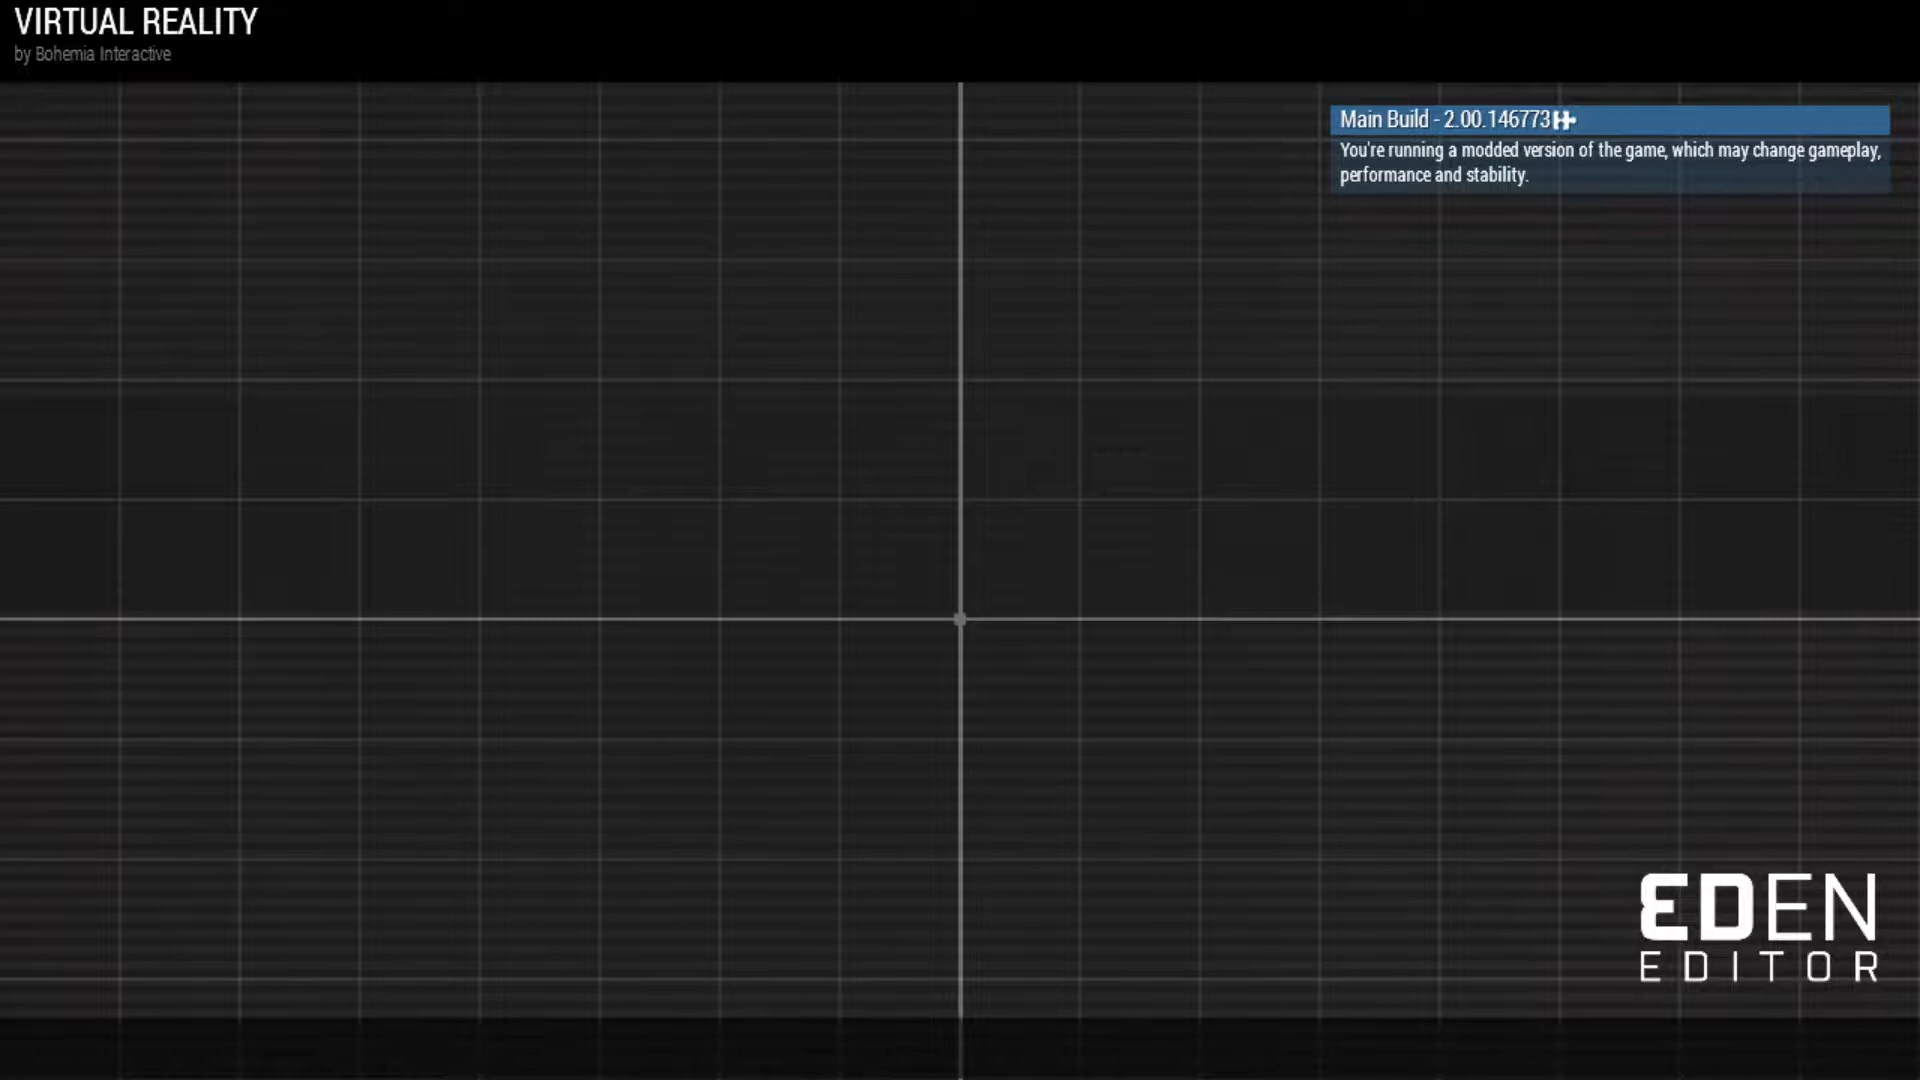 VIRTUAL REALITY
by Bohemia Interactive
Main Build - 2.00.146773
You're running a modded version of the game, which may change gameplay,
performance and stability.
EDEN
EDITOR